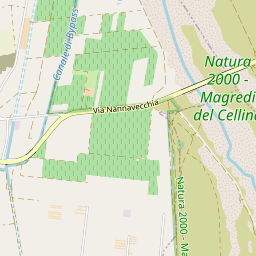 Canale di Bypass
Natura
2000 -
Magredi
del Cellina
Via Nannavecchia
Natura 2000 - Ma